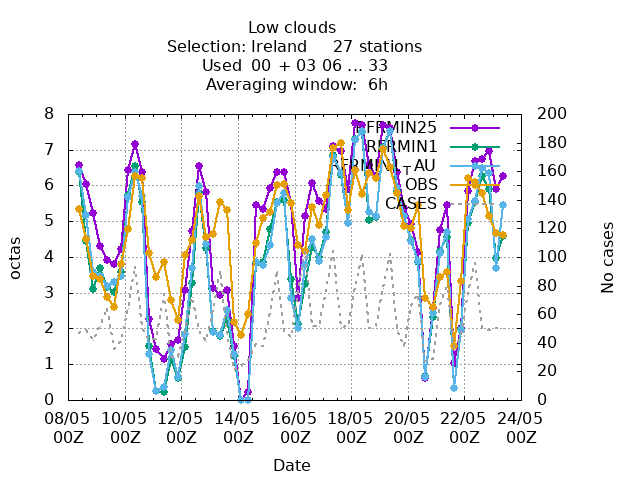 Low clouds
Selection: Ireland 27 stations
Used 00 + 03 06 ... 33
Averaging window: 6h
8 7 6 5 4 3 2 1 0
octas
200 180 160 140 120 100 80 60 40 20 0
No cases
RFRMIN25
RFRMIN1
OBS
CASES
08/05 10/05 12/05 14/05 16/05 18/05 20/05 22/05 24/05
00Z 00Z 00Z 00Z 00Z 00Z 00Z 00Z 00Z
Date